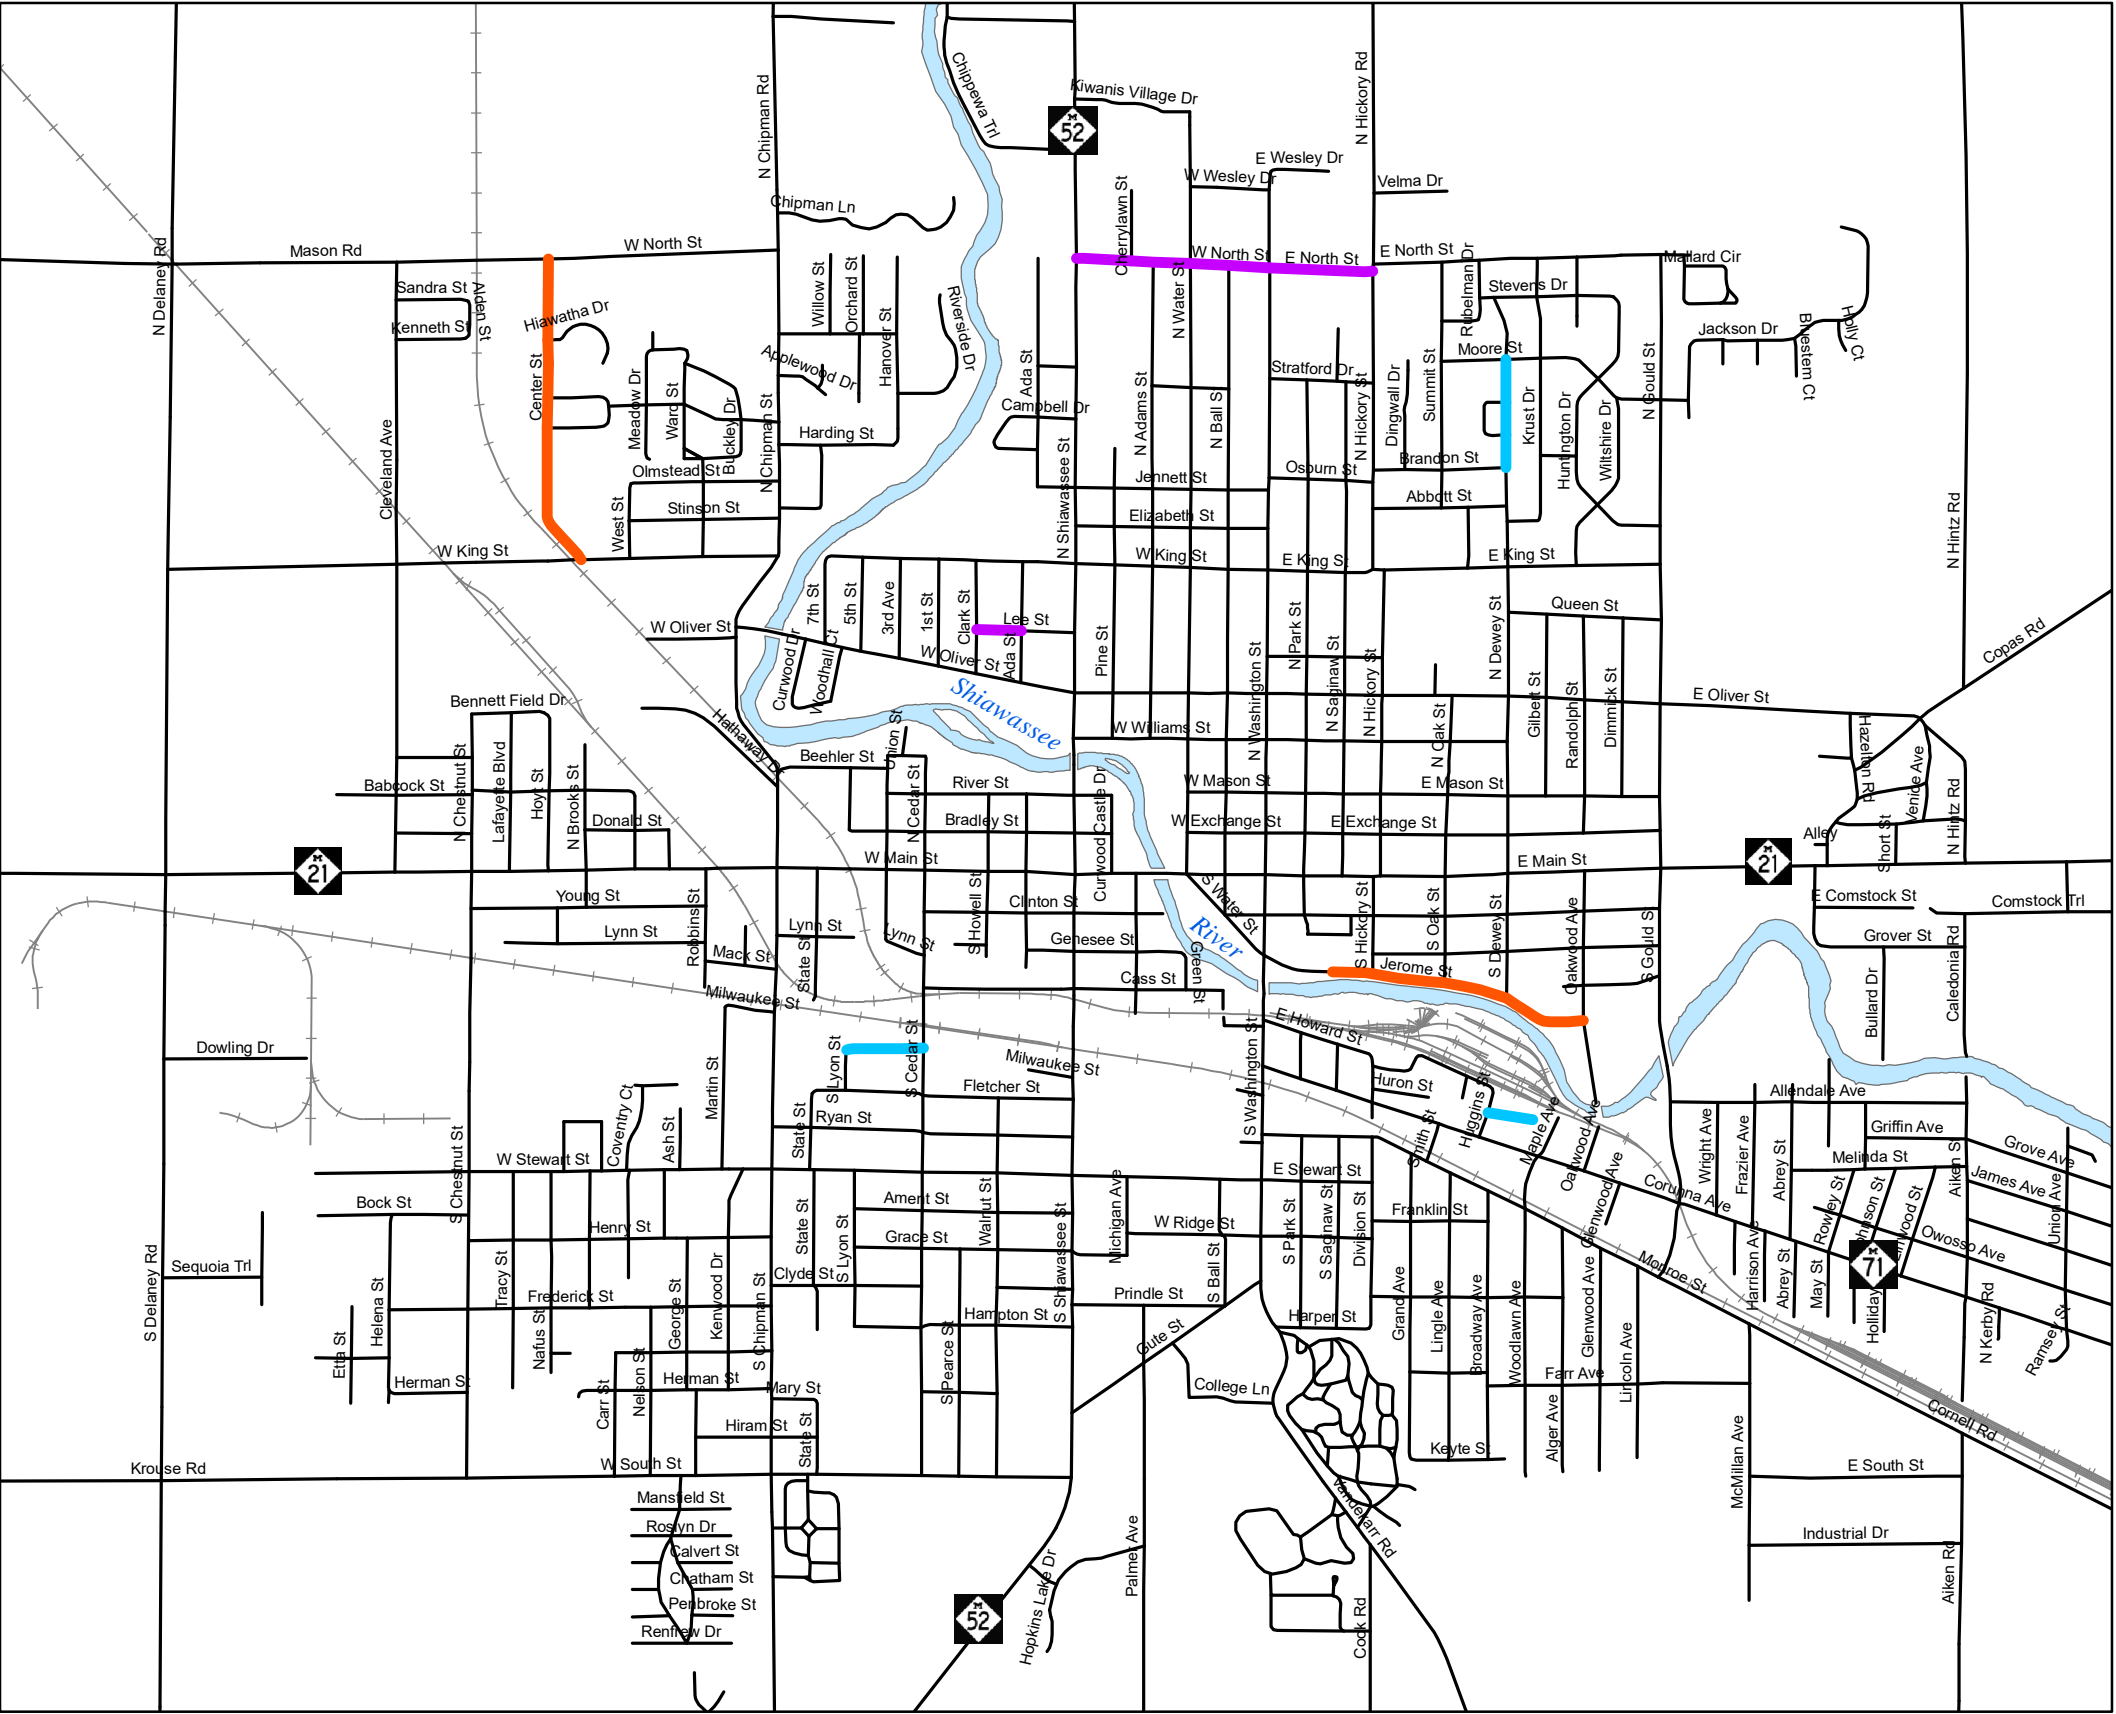 Chippewa Trl
N Chipman Rd
Kiwanis Village Dr
M
52
N Hickory Rd
E Wesley Dr
W Wesley Dr
Velma Dr
Cherrylawn St
Chipman Ln
N Delaney Rd
Mason Rd
W North St
W North St
E North St
E North St
Mallard Cir
Rubelman Dr
Stevens Dr
Sandra St
Alden St
Kenneth St
Hiawatha Dr
Willow St
Orchard St
Hanover St
Riverside Dr
N Water St
Jackson Dr
Bluestem Ct
Holly Ct
Moore St
Center St
Meadow Dr
Ward St
Buckley Dr
Applewood Dr
Ada St
Campbell Dr
N Adams St
N Ball St
Stratford Dr
N Hickory St
Dingwall Dr
Summit St
Krust Dr
Huntington Dr
Wiltshire Dr
N Gould St
Cleveland Ave
N Chipman St
Harding St
Olmstead St
Stinson St
West St
N Shiawassee St
Jennett St
Osburn St
Brandon St
Abbott St
Elizabeth St
N Hintz Rd
W King St
W King St
E King St
E King St
7th St
5th St
3rd Ave
1st St
Clark St
Lee St
Ada St
Pine St
N Park St
N Dewey St
Queen St
Copas Rd
W Oliver St
W Oliver St
Curwood Dr
Woodhall Ct
N Washington St
N Saginaw St
N Hickory St
N Oak St
Gilbert St
Randolph St
Dimmick St
E Oliver St
Shiawassee
Bennett Field Dr
Hathaway Dr
W Williams St
Union St
Beehler St
Babcock St
N Chestnut St
Lafayette Blvd
Hoyt St
N Brooks St
Donald St
River St
N Cedar St
Bradley St
Curwood Castle Dr
W Mason St
E Mason St
W Exchange St
E Exchange St
Hazelton Rd
Venice Ave
N Hintz Rd
Alley
Short St
M
21
W Main St
E Main St
M
21
Young St
Lynn St
Robbins St
Mack St
Lynn St
State St
Lynn St
S Howell St
Clinton St
Genesee St
Cass St
Green St
River
S Water St
S Hickory St
S Oak St
S Dewey St
Oakwood Ave
S Gould St
Jerome St
E Comstock St
Comstock Trl
Grover St
Bullard Dr
Caledonia Rd
Milwaukee St
Dowling Dr
Martin St
S Lyon St
S Cedar St
Milwaukee St
Fletcher St
Ryan St
State St
S Washington St
E Howard St
Huron St
Huggins St
Smith St
Maple Ave
Oakwood Ave
Glenwood Ave
Allendale Ave
Griffin Ave
Melinda St
Wright Ave
Frazier Ave
Abrey St
Aiken St
Grove Ave
James Ave
Union Ave
Owosso Ave
S Chestnut St
W Stewart St
Coventry Ct
Ash St
E Stewart St
Corunna Ave
Rowley St
Johnson St
Linwood St
Bock St
Henry St
State St
S Lyon St
Ament St
Grace St
Walnut St
S Shiawassee St
Michigan Ave
W Ridge St
S Ball St
S Park St
S Saginaw St
Division St
Franklin St
M
71
S Delaney Rd
Sequoia Trl
Tracy St
Clyde St
Monroe St
Harrison Ave
Abrey St
May St
Holliday
Helena St
Frederick St
Nafus St
George St
Kenwood Dr
S Chipman St
Hampton St
Prindle St
Harper St
Grand Ave
Lingle Ave
Broadway Ave
Woodlawn Ave
Glenwood Ave
Lincoln Ave
N Kerby Rd
Ramsey St
Etta St
Herman St
Carr St
Nelson St
Herman St
Mary St
S Pearce St
Gute St
College Ln
Farr Ave
Alger Ave
McMillan Ave
Cornell Rd
Hiram St
State St
Keyte St
Krouse Rd
W South St
E South St
Mansfield St
Roslyn Dr
Calvert St
Chatham St
Penbroke St
Renfrew Dr
Vandekarr Rd
Industrial Dr
Aiken Rd
M
52
Hopkins Lake Dr
Palmer Ave
Cook Rd